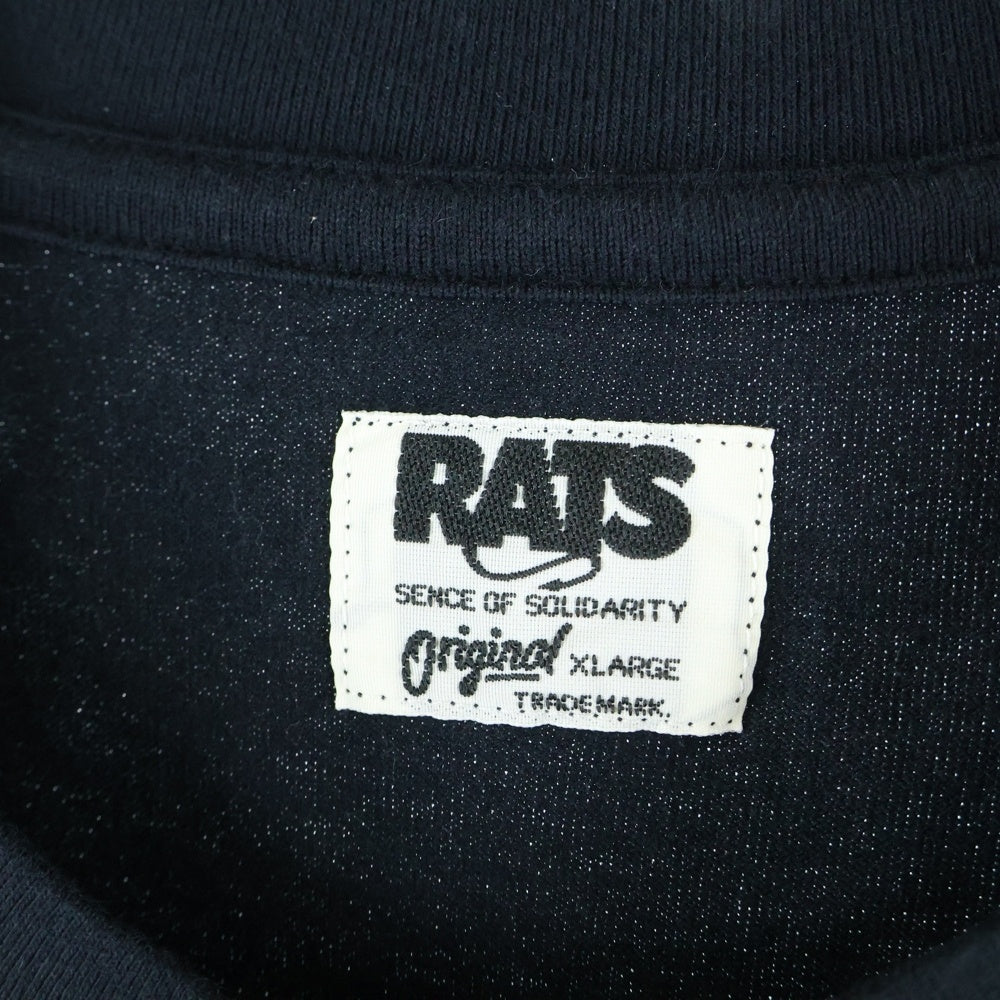 RATS
SENCE OF SOLIDARITY
Original XLARGE
TRADEMARK.